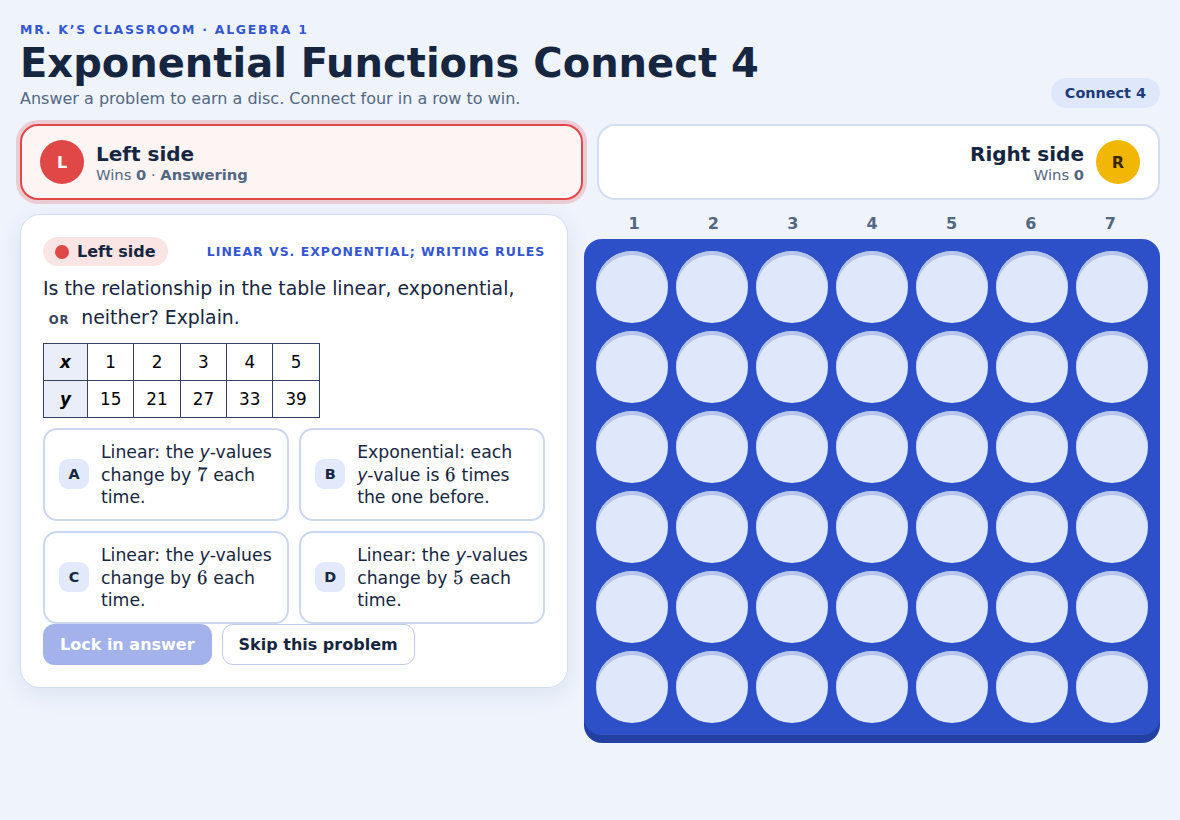 MR. K’S CLASSROOM · ALGEBRA 1
Exponential Functions Connect 4
Answer a problem to earn a disc. Connect four in a row to win.
Connect 4
L
Left side
Wins 0 · Answering
Right side
Wins 0
R
Left side
LINEAR VS. EXPONENTIAL; WRITING RULES
Is the relationship in the table linear, exponential,
OR neither? Explain.
x 1 2 3 4 5
y 15 21 27 33 39
A
Linear: the y-values
change by 7 each
time.
B
Exponential: each
y-value is 6 times
the one before.
C
Linear: the y-values
change by 6 each
time.
D
Linear: the y-values
change by 5 each
time.
Lock in answer
Skip this problem
1 2 3 4 5 6 7